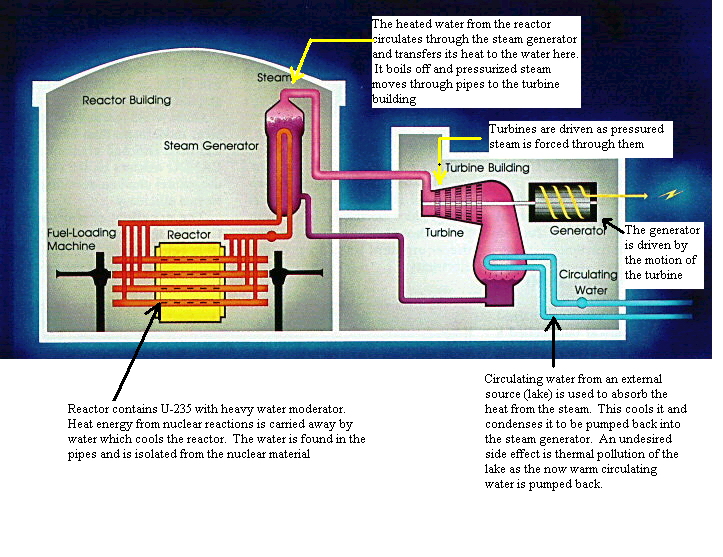 The heated water from the reactor
circulates through the steam generator
and transfers its heat to the water here.
It boils off and pressurized steam
moves through pipes to the turbine
building
Steam
Reactor Building
Steam Generator
Turbines are driven as pressured
steam is forced through them
Turbine Building
Fuel-Loading
Machine
Reactor
Turbine
Generator
The generator
is driven by
the motion of
the turbine
Circulating
Water
Reactor contains U-235 with heavy water moderator.
Heat energy from nuclear reactions is carried away by
water which cools the reactor. The water is found in the
pipes and is isolated from the nuclear material
Circulating water from an external
source (lake) is used to absorb the
heat from the steam. This cools it and
condenses it to be pumped back into
the steam generator. An undesired
side effect is thermal pollution of the
lake as the now warm circulating
water is pumped back.